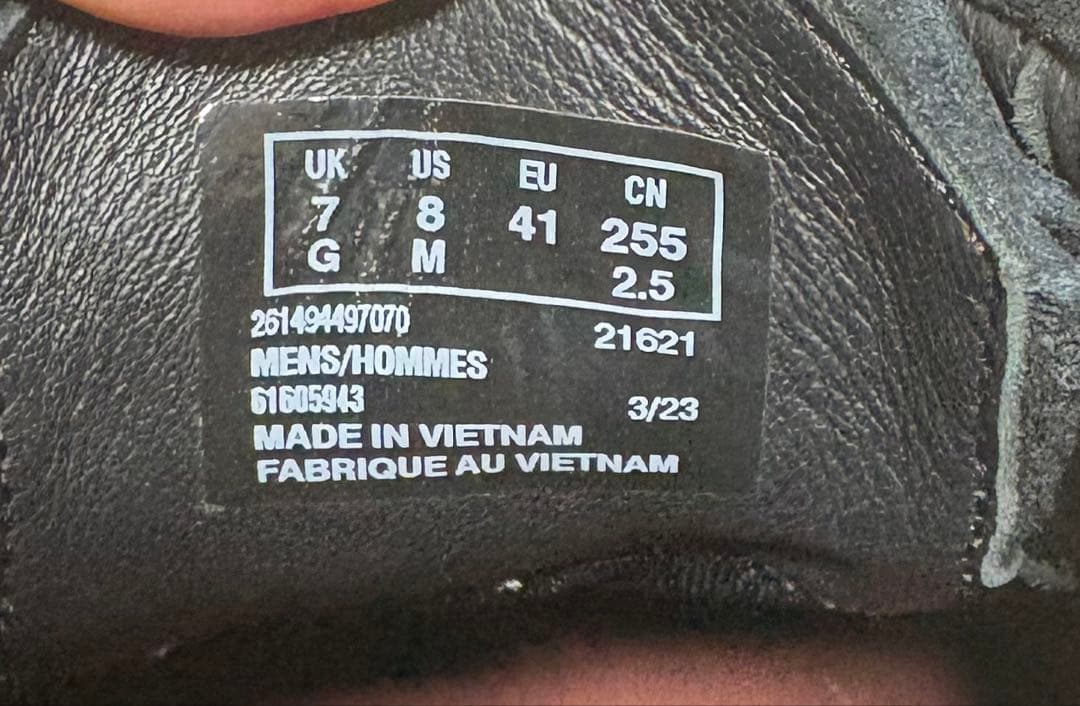 UK US EU CN
7 8 41 255
G M 2.5
261494497070 21621
MENS/HOMMES
61605943 3/23
MADE IN VIETNAM
FABRIQUE AU VIETNAM